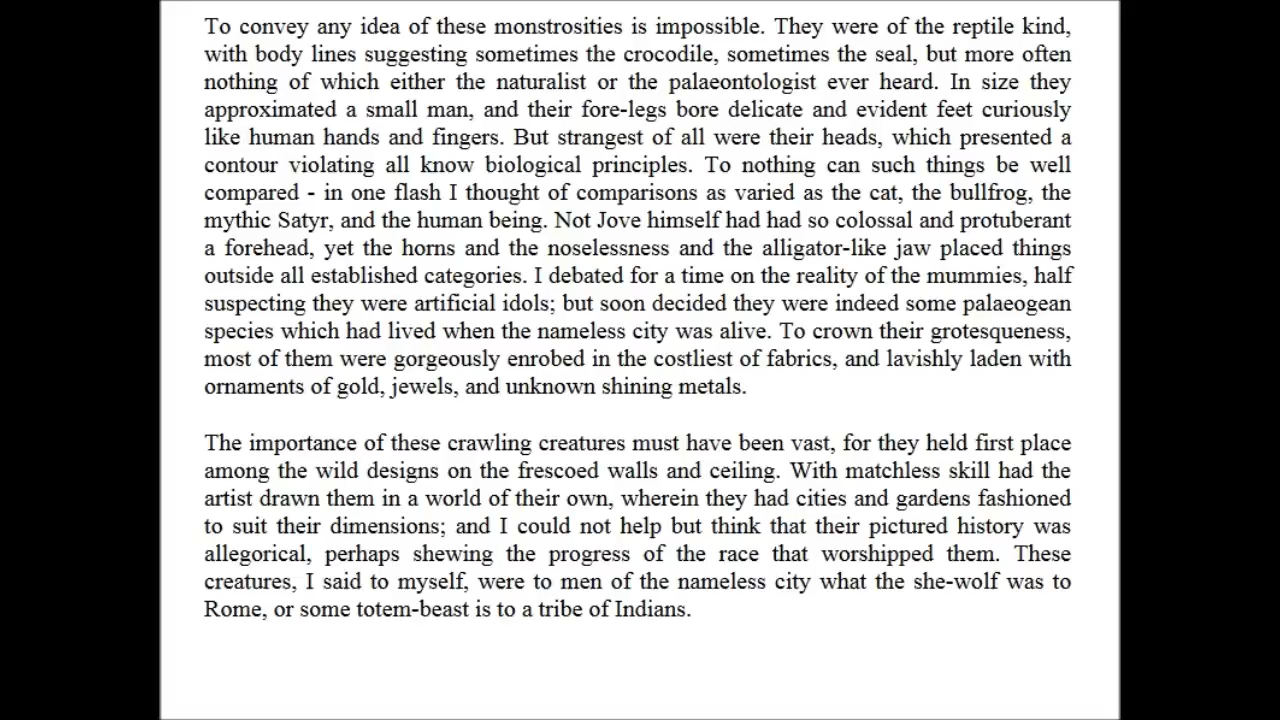 To convey any idea of these monstrosities is impossible. They were of the reptile kind,
with body lines suggesting sometimes the crocodile, sometimes the seal, but more often
nothing of which either the naturalist or the palaeontologist ever heard. In size they
approximated a small man, and their fore-legs bore delicate and evident feet curiously
like human hands and fingers. But strangest of all were their heads, which presented a
contour violating all know biological principles. To nothing can such things be well
compared - in one flash I thought of comparisons as varied as the cat, the bullfrog, the
mythic Satyr, and the human being. Not Jove himself had had so colossal and protuberant
a forehead, yet the horns and the noselessness and the alligator-like jaw placed things
outside all established categories. I debated for a time on the reality of the mummies, half
suspecting they were artificial idols; but soon decided they were indeed some palaeogean
species which had lived when the nameless city was alive. To crown their grotesqueness,
most of them were gorgeously enrobed in the costliest of fabrics, and lavishly laden with
ornaments of gold, jewels, and unknown shining metals.
The importance of these crawling creatures must have been vast, for they held first place
among the wild designs on the frescoed walls and ceiling. With matchless skill had the
artist drawn them in a world of their own, wherein they had cities and gardens fashioned
to suit their dimensions; and I could not help but think that their pictured history was
allegorical, perhaps shewing the progress of the race that worshipped them. These
creatures, I said to myself, were to men of the nameless city what the she-wolf was to
Rome, or some totem-beast is to a tribe of Indians.